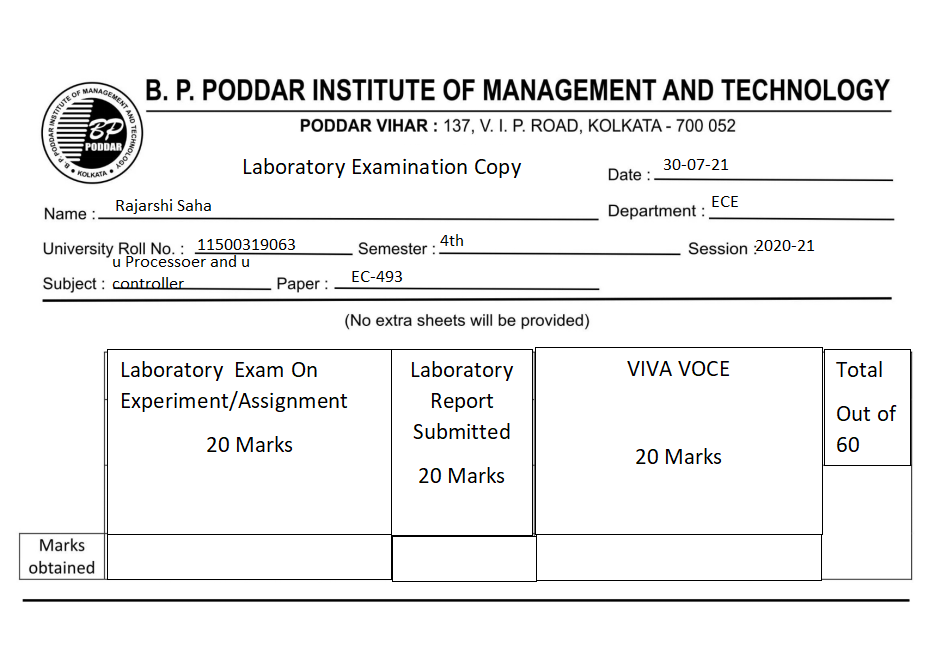 B. P. PODDAR INSTITUTE OF MANAGEMENT AND TECHNOLOGY
PODDAR VIHAR : 137, V. I. P. ROAD, KOLKATA - 700 052
B. P. PODDAR INSTITUTE OF MANAGEMENT AND TECHNOLOGY
BP
PODDAR
• KOLKATA •
Laboratory Examination Copy
Date : 30-07-21
Name : Rajarshi Saha
Department : ECE
University Roll No. : 11500319063 Semester : 4th Session : 2020-21
Subject : u Processoer and u
controller
Paper : EC-493
(No extra sheets will be provided)
Laboratory Exam On
Experiment/Assignment
20 Marks
Laboratory
Report
Submitted
20 Marks
VIVA VOCE
20 Marks
Total
Out of
60
Marks
obtained